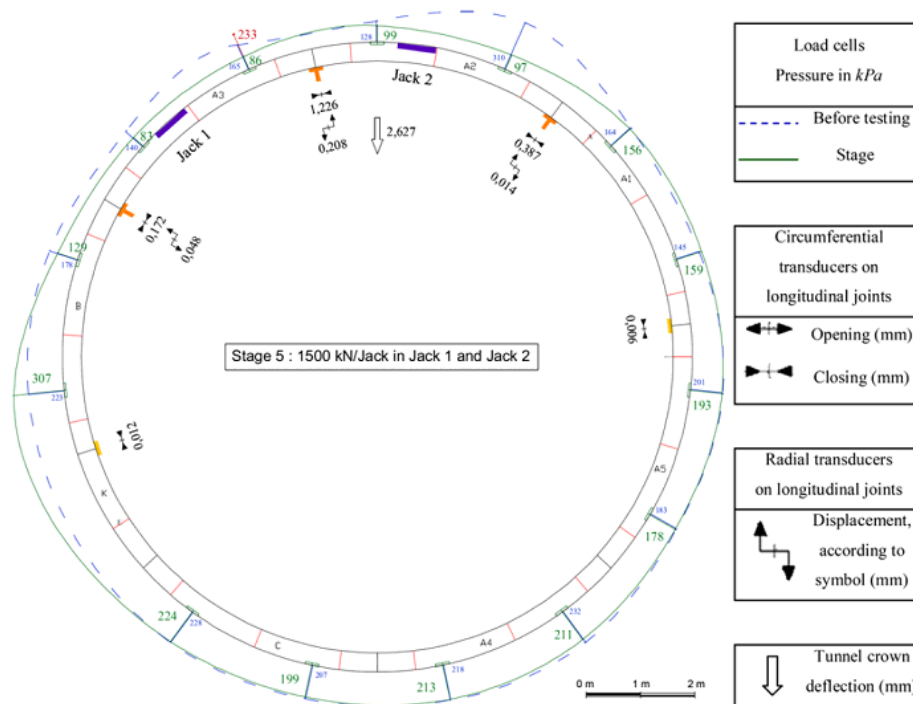 233
128
99
165
86
310
97
Jack 2
A2
A3
83
140
Jack 1
1,226
0,208
2,627
0,387
0,014
164
156
A1
0,172
0,048
129
178
145
159
B
0,006
Stage 5 : 1500 kN/Jack in Jack 1 and Jack 2
307
223
201
193
0,012
K
A5
183
178
224
228
232
211
C
A4
199
207
213
218
0 m
1 m
2 m
Load cells
Pressure in kPa
Before testing
Stage
Circumferential
transducers on
longitudinal joints
Opening (mm)
Closing (mm)
Radial transducers
on longitudinal joints
Displacement,
according to
symbol (mm)
Tunnel crown
deflection (mm)